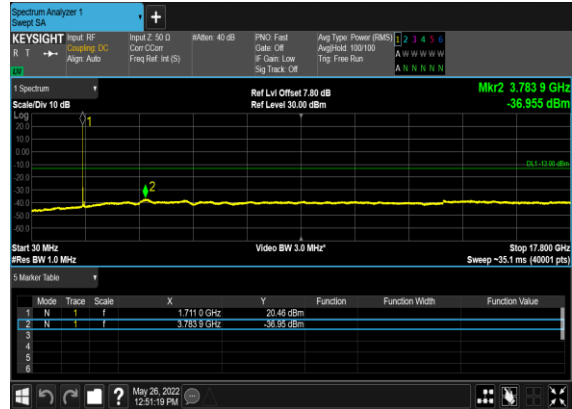 Spectrum Analyzer 1
Swept SA
+
KEYSIGHT Input: RF Input Z: 50 Ω #Atten: 40 dB PNO: Fast Avg Type: Power (RMS) 1 2 3 4 5 6
R T Coupling: DC Corr CCorr Gate: Off Avg|Hold: 100/100 A W W W W W
Align: Auto Freq Ref: Int (S) IF Gain: Low Trig: Free Run
Sig Track: Off A N N N N N
1 Spectrum
Ref Lvl Offset 7.80 dB
Mkr2 3.783 9 GHz
Scale/Div 10 dB
Ref Level 30.00 dBm
-36.955 dBm
Log
1
20.0
10.0
0.00
-10.0
DL1 -13.00 dBm
-20.0
-30.0
2
-40.0
-50.0
-60.0
Start 30 MHz
Video BW 3.0 MHz*
Stop 17.800 GHz
#Res BW 1.0 MHz
Sweep ~35.1 ms (40001 pts)
5 Marker Table
Mode Trace Scale X Y Function Function Width Function Value
1 N 1 f 1.711 0 GHz 20.46 dBm
2 N 1 f 3.783 9 GHz -36.95 dBm
3
4
5
6
?
May 26, 2022
12:51:19 PM